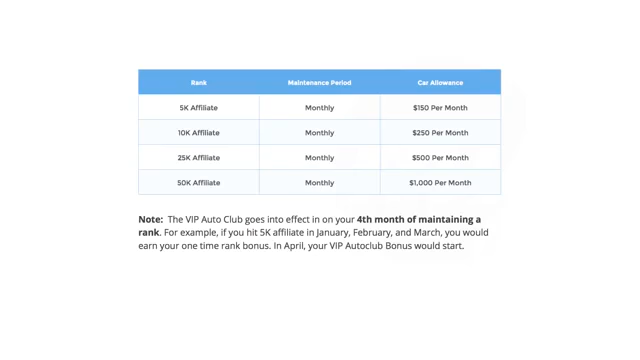 Rank Maintenance Period Car Allowance
5K Affiliate Monthly $150 Per Month
10K Affiliate Monthly $250 Per Month
25K Affiliate Monthly $500 Per Month
50K Affiliate Monthly $1,000 Per Month
Note: The VIP Auto Club goes into effect in on your 4th month of maintaining a
rank. For example, if you hit 5K affiliate in January, February, and March, you would
earn your one time rank bonus. In April, your VIP Autoclub Bonus would start.